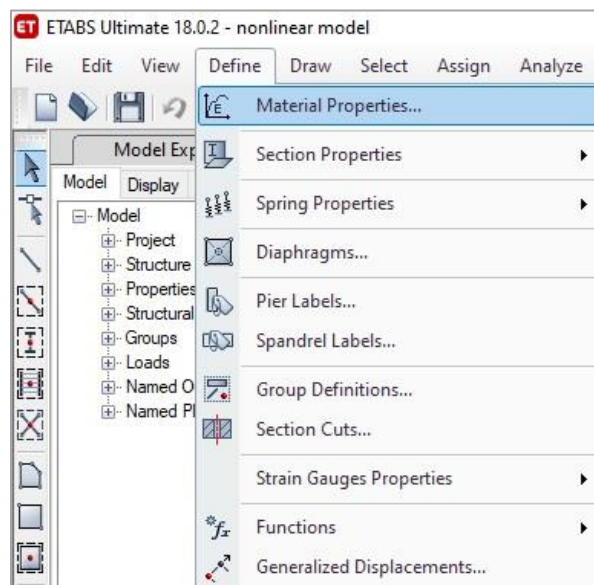 ET ETABS Ultimate 18.0.2 - nonlinear model
File Edit View Define Draw Select Assign Analyze
E Material Properties...
Model Exp
Section Properties
Model Display
Spring Properties
Model
Project
Diaphragms...
Structure
Properties
Pier Labels...
Structural
Groups
Spandrel Labels...
Loads
Named O
Group Definitions...
Named Pl
Section Cuts...
Strain Gauges Properties
fx Functions
Generalized Displacements...